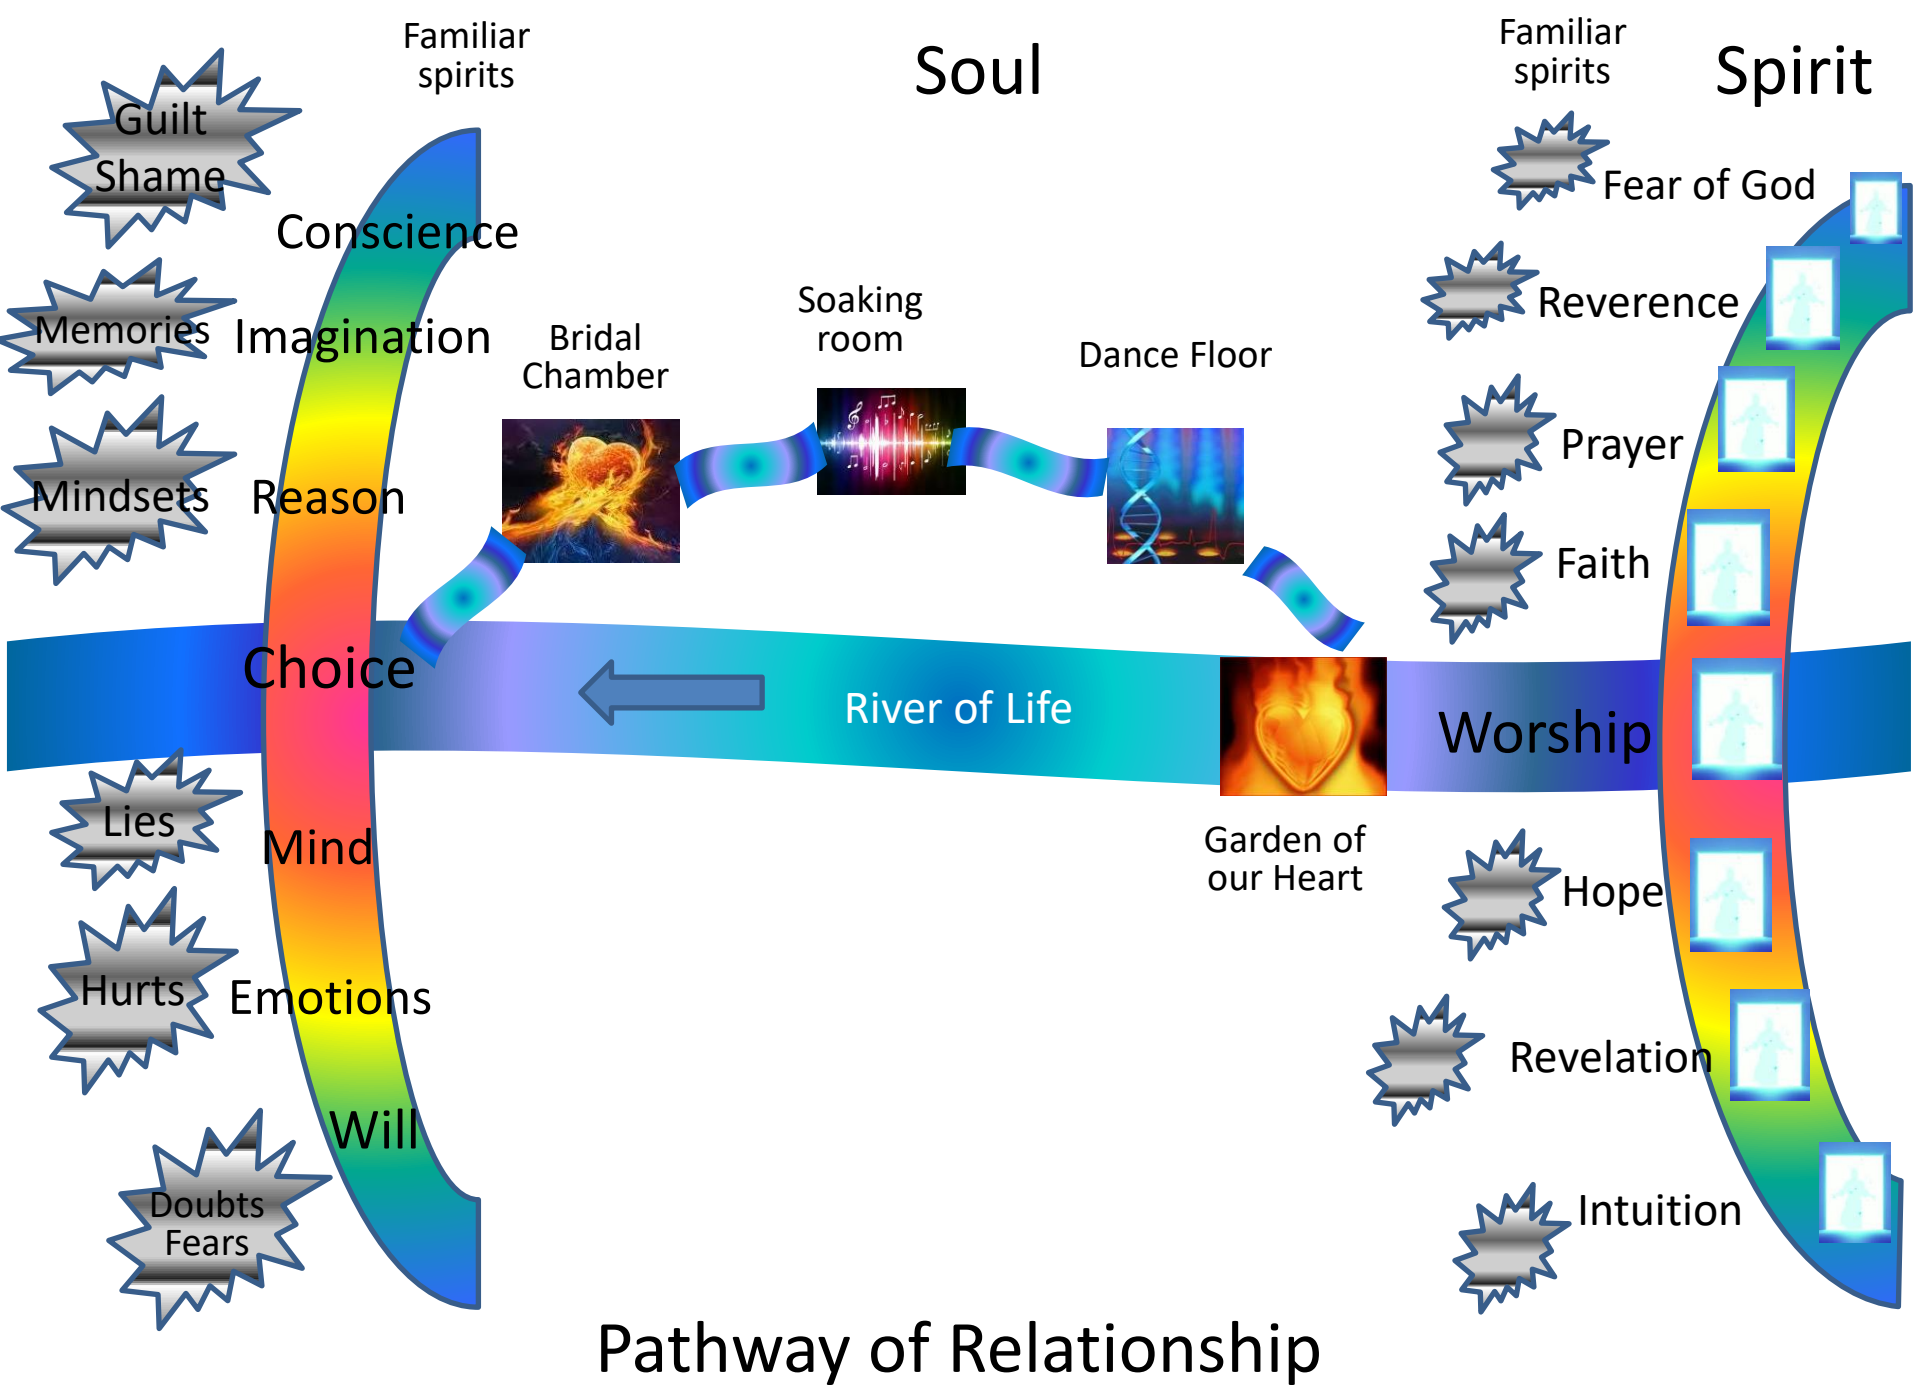 Familiar
spirits
Soul
Familiar
spirits
Spirit
Guilt
Shame
Conscience
Memories
Imagination
Mindsets
Reason
Choice
Lies
Mind
Hurts
Emotions
Will
Doubts
Fears
Bridal
Chamber
Soaking
room
Dance Floor
River of Life
Garden of
our Heart
Fear of God
Reverence
Prayer
Faith
Worship
Hope
Revelation
Intuition
Pathway of Relationship